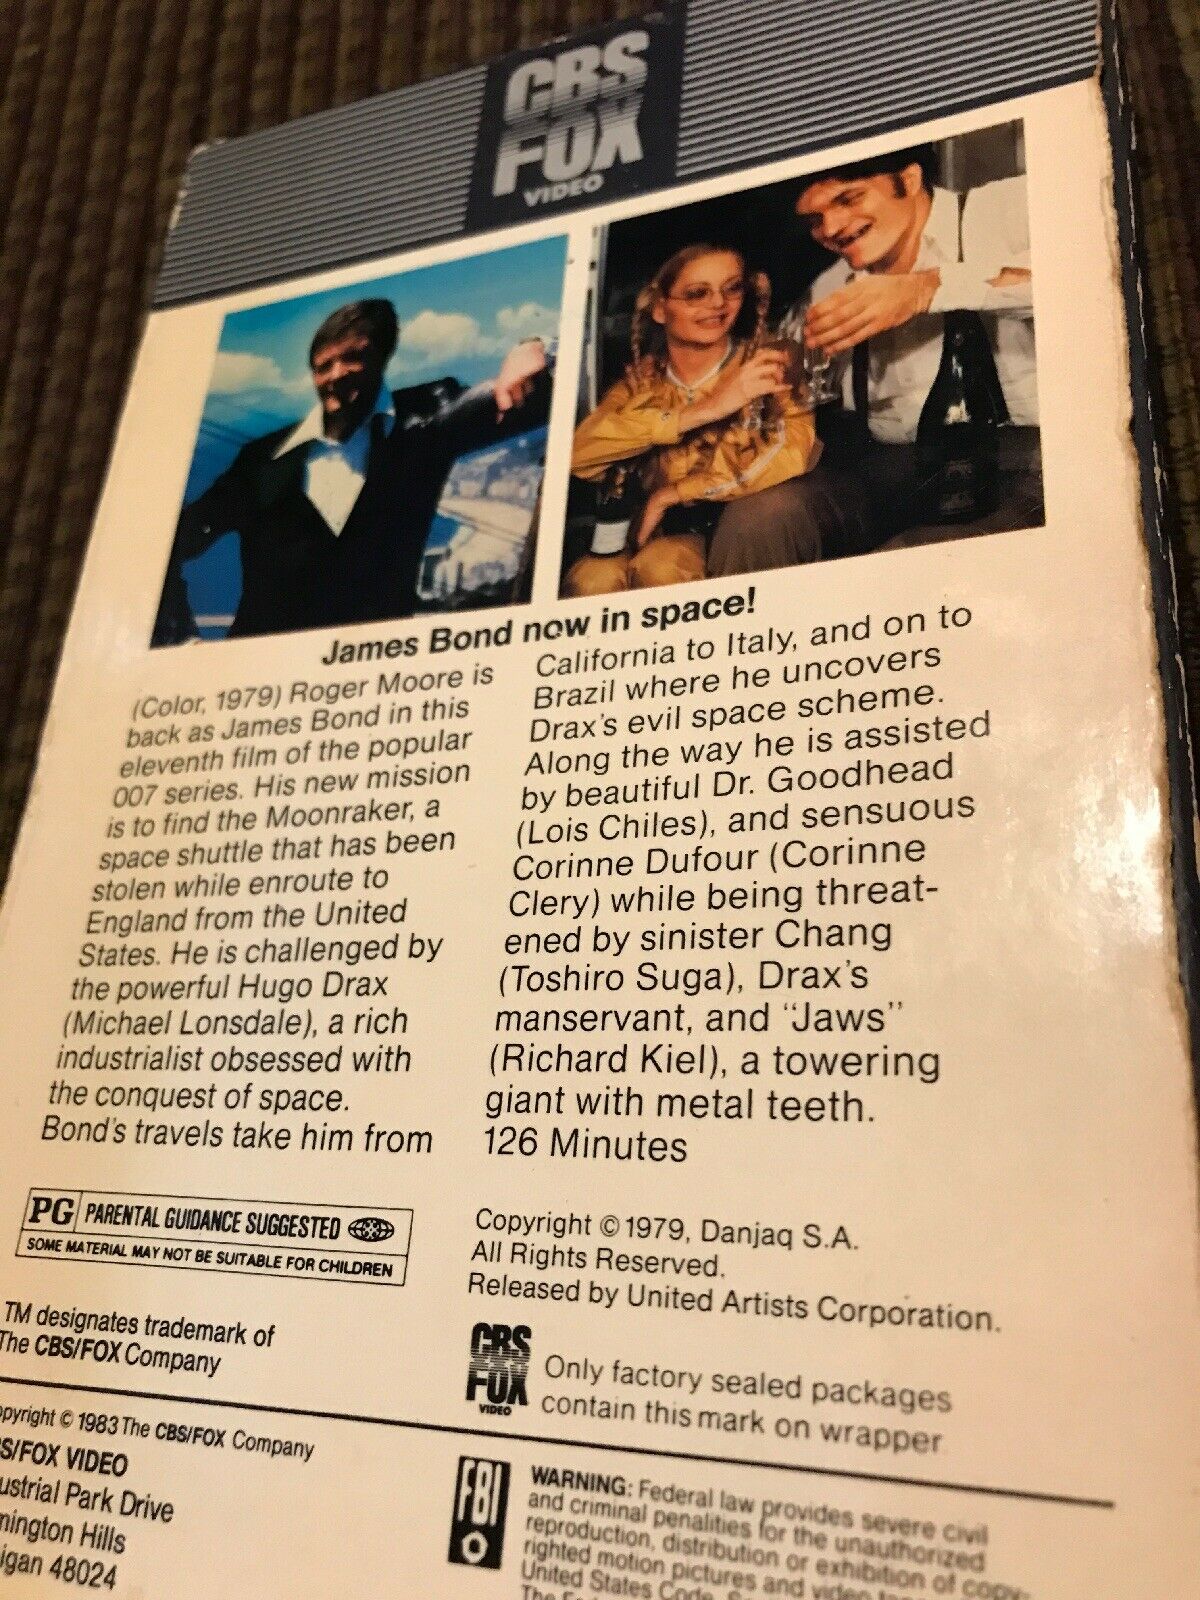 CBS
FOX
VIDEO
James Bond now in space!
(Color, 1979) Roger Moore is
back as James Bond in this
eleventh film of the popular
007 series. His new mission
is to find the Moonraker, a
space shuttle that has been
stolen while enroute to
England from the United
States. He is challenged by
the powerful Hugo Drax
(Michael Lonsdale), a rich
industrialist obsessed with
the conquest of space.
Bond's travels take him from
California to Italy, and on to
Brazil where he uncovers
Drax's evil space scheme.
Along the way he is assisted
by beautiful Dr. Goodhead
(Lois Chiles), and sensuous
Corinne Dufour (Corinne
Clery) while being threat-
ened by sinister Chang
(Toshiro Suga), Drax's
manservant, and "Jaws"
(Richard Kiel), a towering
giant with metal teeth.
126 Minutes
PG PARENTAL GUIDANCE SUGGESTED
SOME MATERIAL MAY NOT BE SUITABLE FOR CHILDREN
TM designates trademark of
The CBS/FOX Company
Copyright © 1979, Danjaq S.A.
All Rights Reserved.
Released by United Artists Corporation.
CBS
FOX
VIDEO
Only factory sealed packages
contain this mark on wrapper
opyright © 1983 The CBS/FOX Company
S/FOX VIDEO
ustrial Park Drive
mington Hills
igan 48024
FBI
WARNING: Federal law provides severe civil
and criminal penalties for the unauthorized
reproduction, distribution or exhibition of copy-
righted motion pictures and video
United States Code,
The